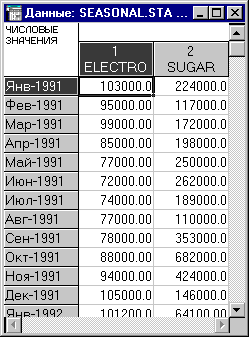 Данные: SEASONAL.STA ...
ЧИСЛОВЫЕ
ЗНАЧЕНИЯ
1 2
ELECTRO SUGAR
Янв-1991 103000.0 224000.0
Фев-1991 95000.00 117000.0
Мар-1991 99000.00 172000.0
Апр-1991 85000.00 198000.0
Май-1991 77000.00 250000.0
Июн-1991 72000.00 262000.0
Июл-1991 74000.00 189000.0
Авг-1991 77000.00 110000.0
Сен-1991 78000.00 353000.0
Окт-1991 88000.00 682000.0
Ноя-1991 94000.00 424000.0
Дек-1991 105000.0 146000.0
Янв-1992 101200.0 64100.00